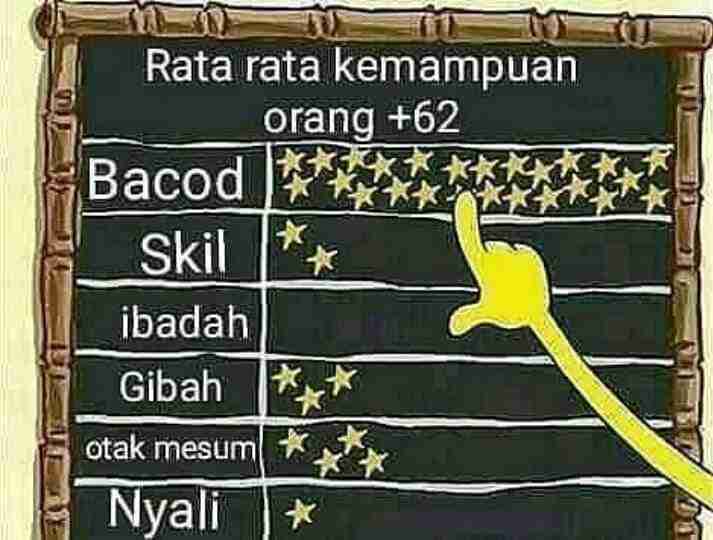 Rata rata kemampuan
orang +62
Bacod
Skil
ibadah
Gibah
otak mesum
Nyali